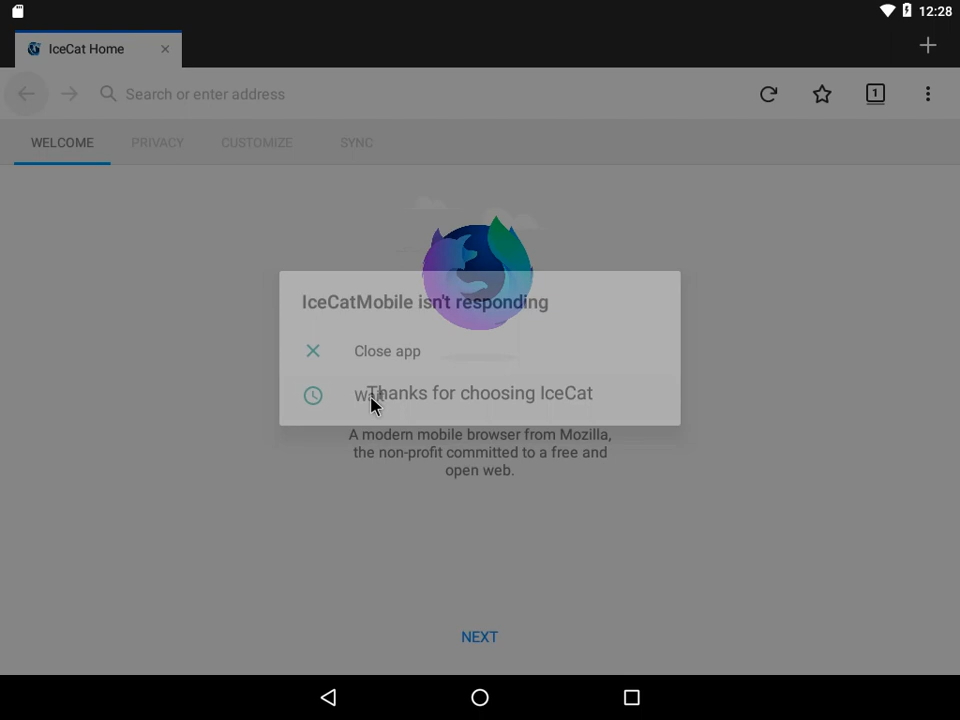 12:28
IceCat Home
Search or enter address
1
WELCOME PRIVACY CUSTOMIZE SYNC
IceCatMobile isn't responding
Close app
Wait
Thanks for choosing IceCat
A modern mobile browser from Mozilla,
the non-profit committed to a free and
open web.
NEXT